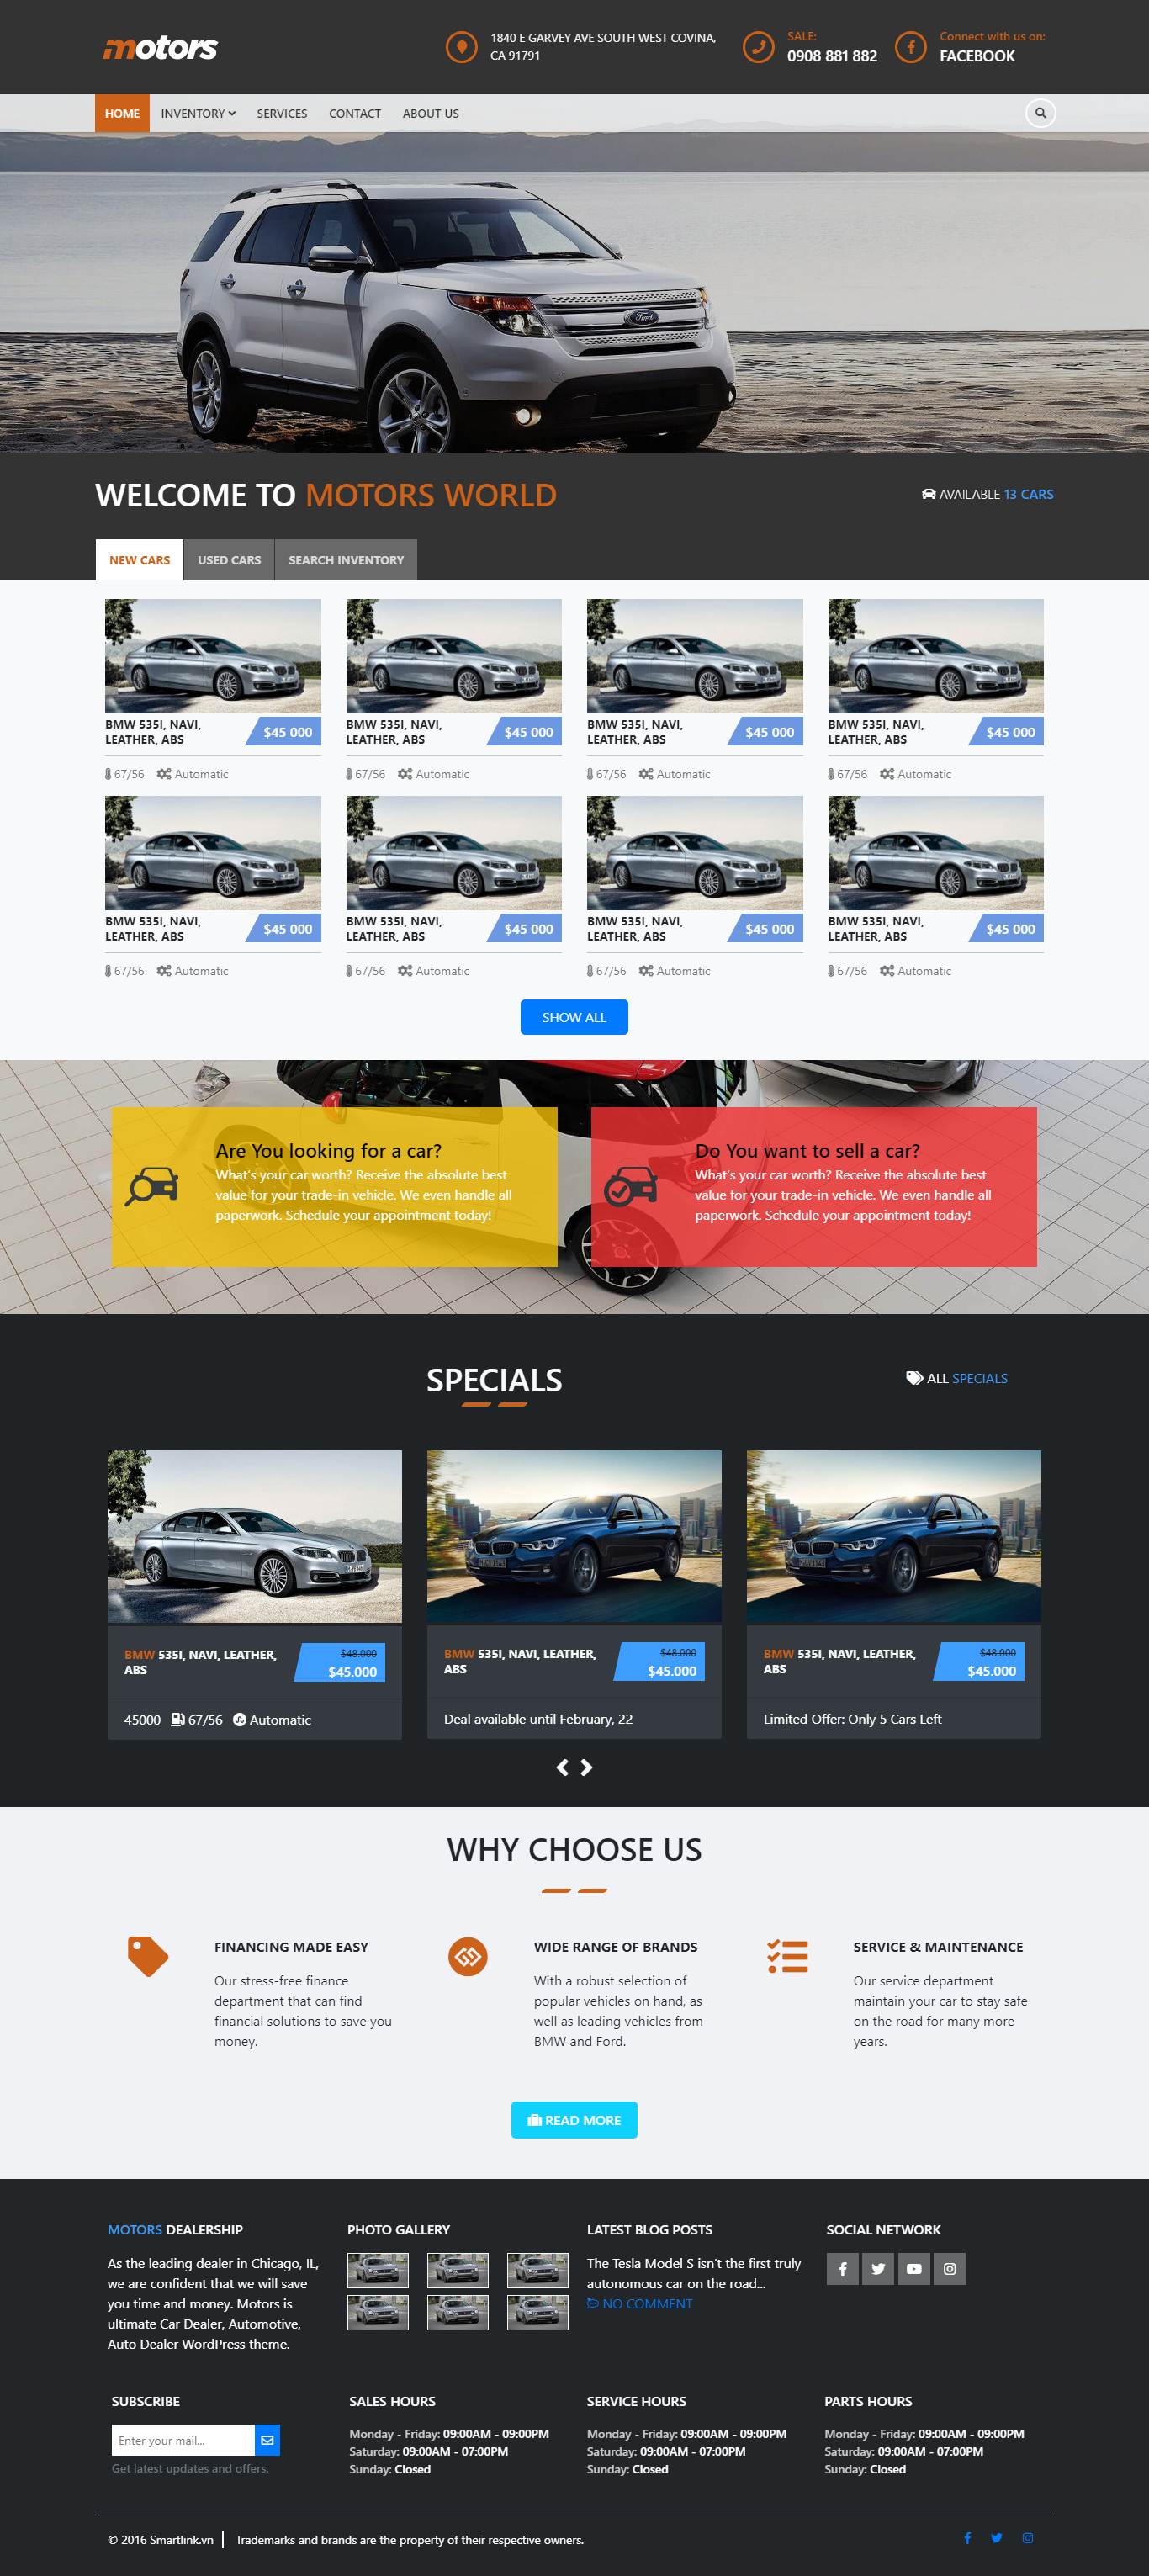 motors
1840 E GARVEY AVE SOUTH WEST COVINA,
CA 91791
SALE:
0908 881 882
Connect with us on:
FACEBOOK
HOME INVENTORY SERVICES CONTACT ABOUT US
Ford
WELCOME TO MOTORS WORLD
AVAILABLE 13 CARS
NEW CARS USED CARS SEARCH INVENTORY
BMW 535I, NAVI,
LEATHER, ABS
$45 000
67/56 Automatic
BMW 535I, NAVI,
LEATHER, ABS
$45 000
67/56 Automatic
BMW 535I, NAVI,
LEATHER, ABS
$45 000
67/56 Automatic
BMW 535I, NAVI,
LEATHER, ABS
$45 000
67/56 Automatic
BMW 535I, NAVI,
LEATHER, ABS
$45 000
67/56 Automatic
BMW 535I, NAVI,
LEATHER, ABS
$45 000
67/56 Automatic
BMW 535I, NAVI,
LEATHER, ABS
$45 000
67/56 Automatic
BMW 535I, NAVI,
LEATHER, ABS
$45 000
67/56 Automatic
SHOW ALL
Are You looking for a car?
What's your car worth? Receive the absolute best
value for your trade-in vehicle. We even handle all
paperwork. Schedule your appointment today!
Do You want to sell a car?
What's your car worth? Receive the absolute best
value for your trade-in vehicle. We even handle all
paperwork. Schedule your appointment today!
SPECIALS
ALL SPECIALS
BMW 535I, NAVI, LEATHER,
ABS
$48.000
$45.000
45000 67/56 Automatic
BMW 535I, NAVI, LEATHER,
ABS
$48.000
$45.000
Deal available until February, 22
BMW 535I, NAVI, LEATHER,
ABS
$48.000
$45.000
Limited Offer: Only 5 Cars Left
WHY CHOOSE US
FINANCING MADE EASY
Our stress-free finance
department that can find
financial solutions to save you
money.
WIDE RANGE OF BRANDS
With a robust selection of
popular vehicles on hand, as
well as leading vehicles from
BMW and Ford.
SERVICE & MAINTENANCE
Our service department
maintain your car to stay safe
on the road for many more
years.
READ MORE
MOTORS DEALERSHIP
As the leading dealer in Chicago, IL,
we are confident that we will save
you time and money. Motors is
ultimate Car Dealer, Automotive,
Auto Dealer WordPress theme.
PHOTO GALLERY
LATEST BLOG POSTS
The Tesla Model S isn't the first truly
autonomous car on the road...
NO COMMENT
SOCIAL NETWORK
SUBSCRIBE
Enter your mail...
Get latest updates and offers.
SALES HOURS
Monday - Friday: 09:00AM - 09:00PM
Saturday: 09:00AM - 07:00PM
Sunday: Closed
SERVICE HOURS
Monday - Friday: 09:00AM - 09:00PM
Saturday: 09:00AM - 07:00PM
Sunday: Closed
PARTS HOURS
Monday - Friday: 09:00AM - 09:00PM
Saturday: 09:00AM - 07:00PM
Sunday: Closed
© 2016 Smartlink.vn Trademarks and brands are the property of their respective owners.